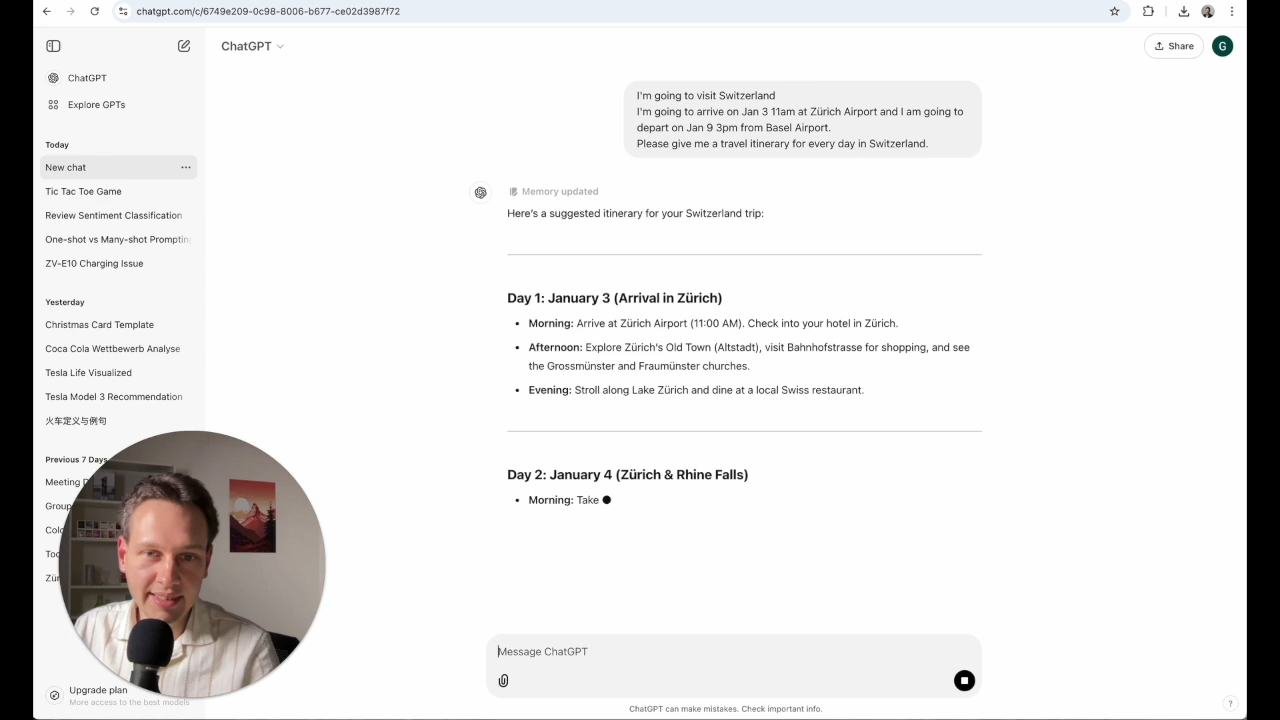 chatgpt.com/c/6749e209-0c98-8006-b677-ce02d3987f72
ChatGPT
Share
G
ChatGPT
Explore GPTs
Today
New chat
Tic Tac Toe Game
Review Sentiment Classification
One-shot vs Many-shot Prompting
ZV-E10 Charging Issue
Yesterday
Christmas Card Template
Coca Cola Wettbewerb Analyse
Tesla Life Visualized
Tesla Model 3 Recommendation
火车定义与例句
Previous 7 Days
Meeting
Group
Upgrade plan
More access to the best models
I'm going to visit Switzerland
I'm going to arrive on Jan 3 11am at Zürich Airport and I am going to
depart on Jan 9 3pm from Basel Airport.
Please give me a travel itinerary for every day in Switzerland.
Memory updated
Here's a suggested itinerary for your Switzerland trip:
Day 1: January 3 (Arrival in Zürich)
• Morning: Arrive at Zürich Airport (11:00 AM). Check into your hotel in Zürich.
• Afternoon: Explore Zürich's Old Town (Altstadt), visit Bahnhofstrasse for shopping, and see
the Grossmünster and Fraumünster churches.
• Evening: Stroll along Lake Zürich and dine at a local Swiss restaurant.
Day 2: January 4 (Zürich & Rhine Falls)
• Morning: Take
Message ChatGPT
ChatGPT can make mistakes. Check important info.
?